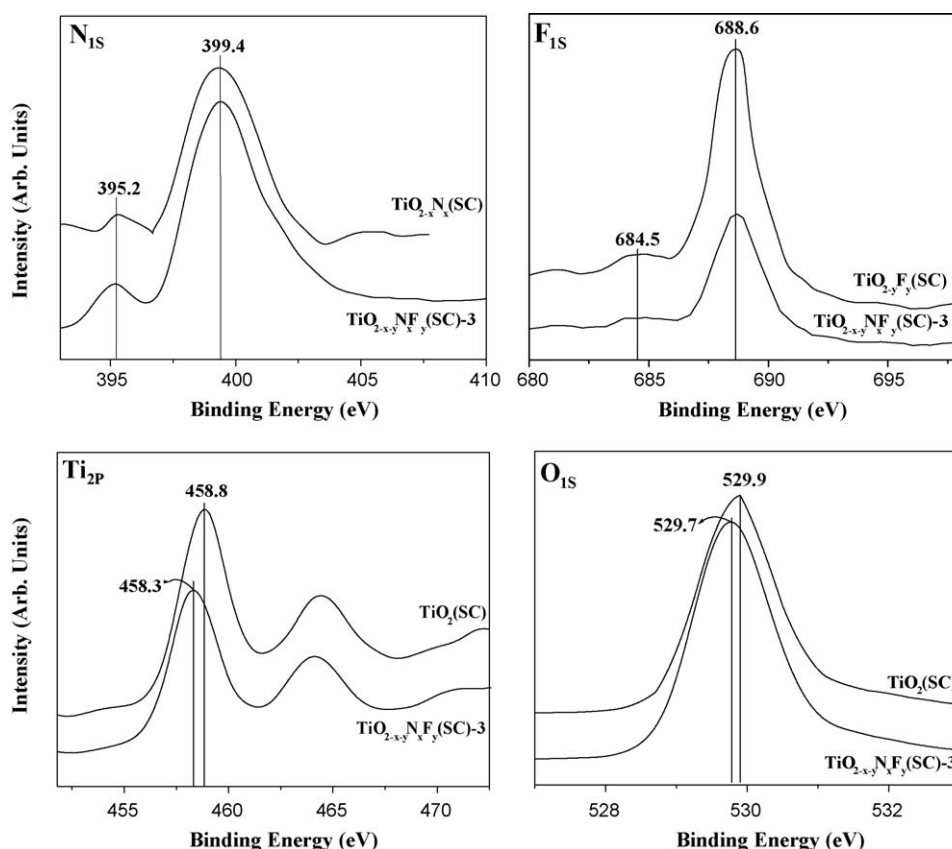 N1S
399.4
395.2
TiO2-xNx(SC)
TiO2-x-yNxFy(SC)-3
395 400 405 410
Binding Energy (eV)
Intensity (Arb. Units)
F1S
688.6
684.5
TiO2-yFy(SC)
TiO2-x-yNxFy(SC)-3
680 685 690 695
Binding Energy (eV)
Ti2P
458.8
458.3
TiO2(SC)
TiO2-x-yNxFy(SC)-3
455 460 465 470
Binding Energy (eV)
Intensity (Arb. Units)
O1S
529.9
529.7
TiO2(SC)
TiO2-x-yNxFy(SC)-3
528 530 532
Binding Energy (eV)